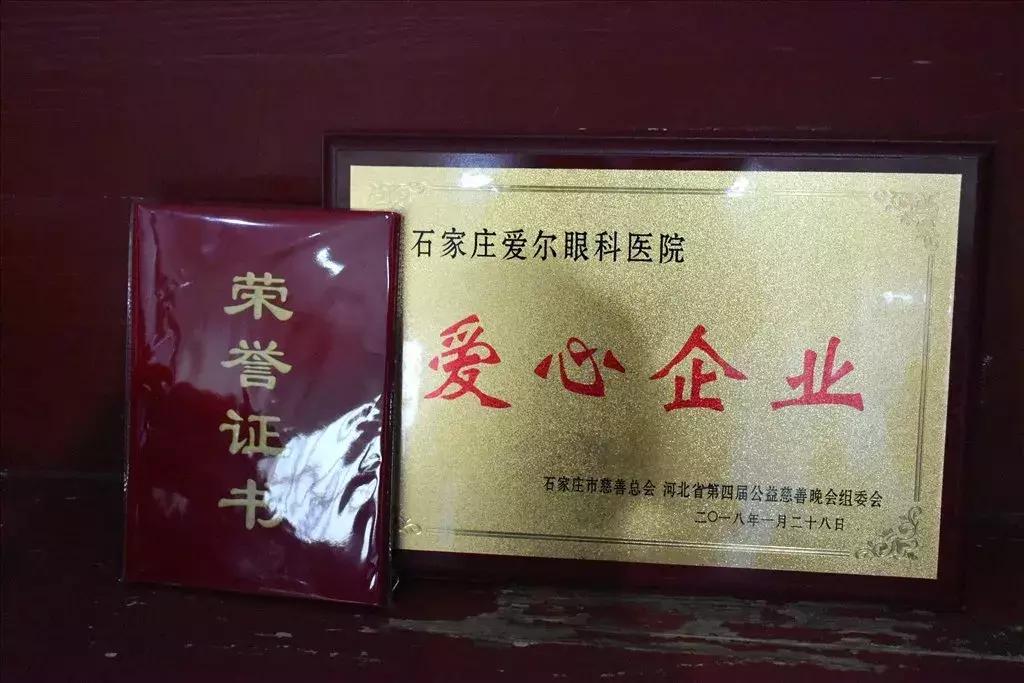 荣誉证书
石家庄爱尔眼科医院
爱心企业
石家庄市慈善总会 河北省第四届公益慈善晚会组委会
二〇一八年一月二十八日